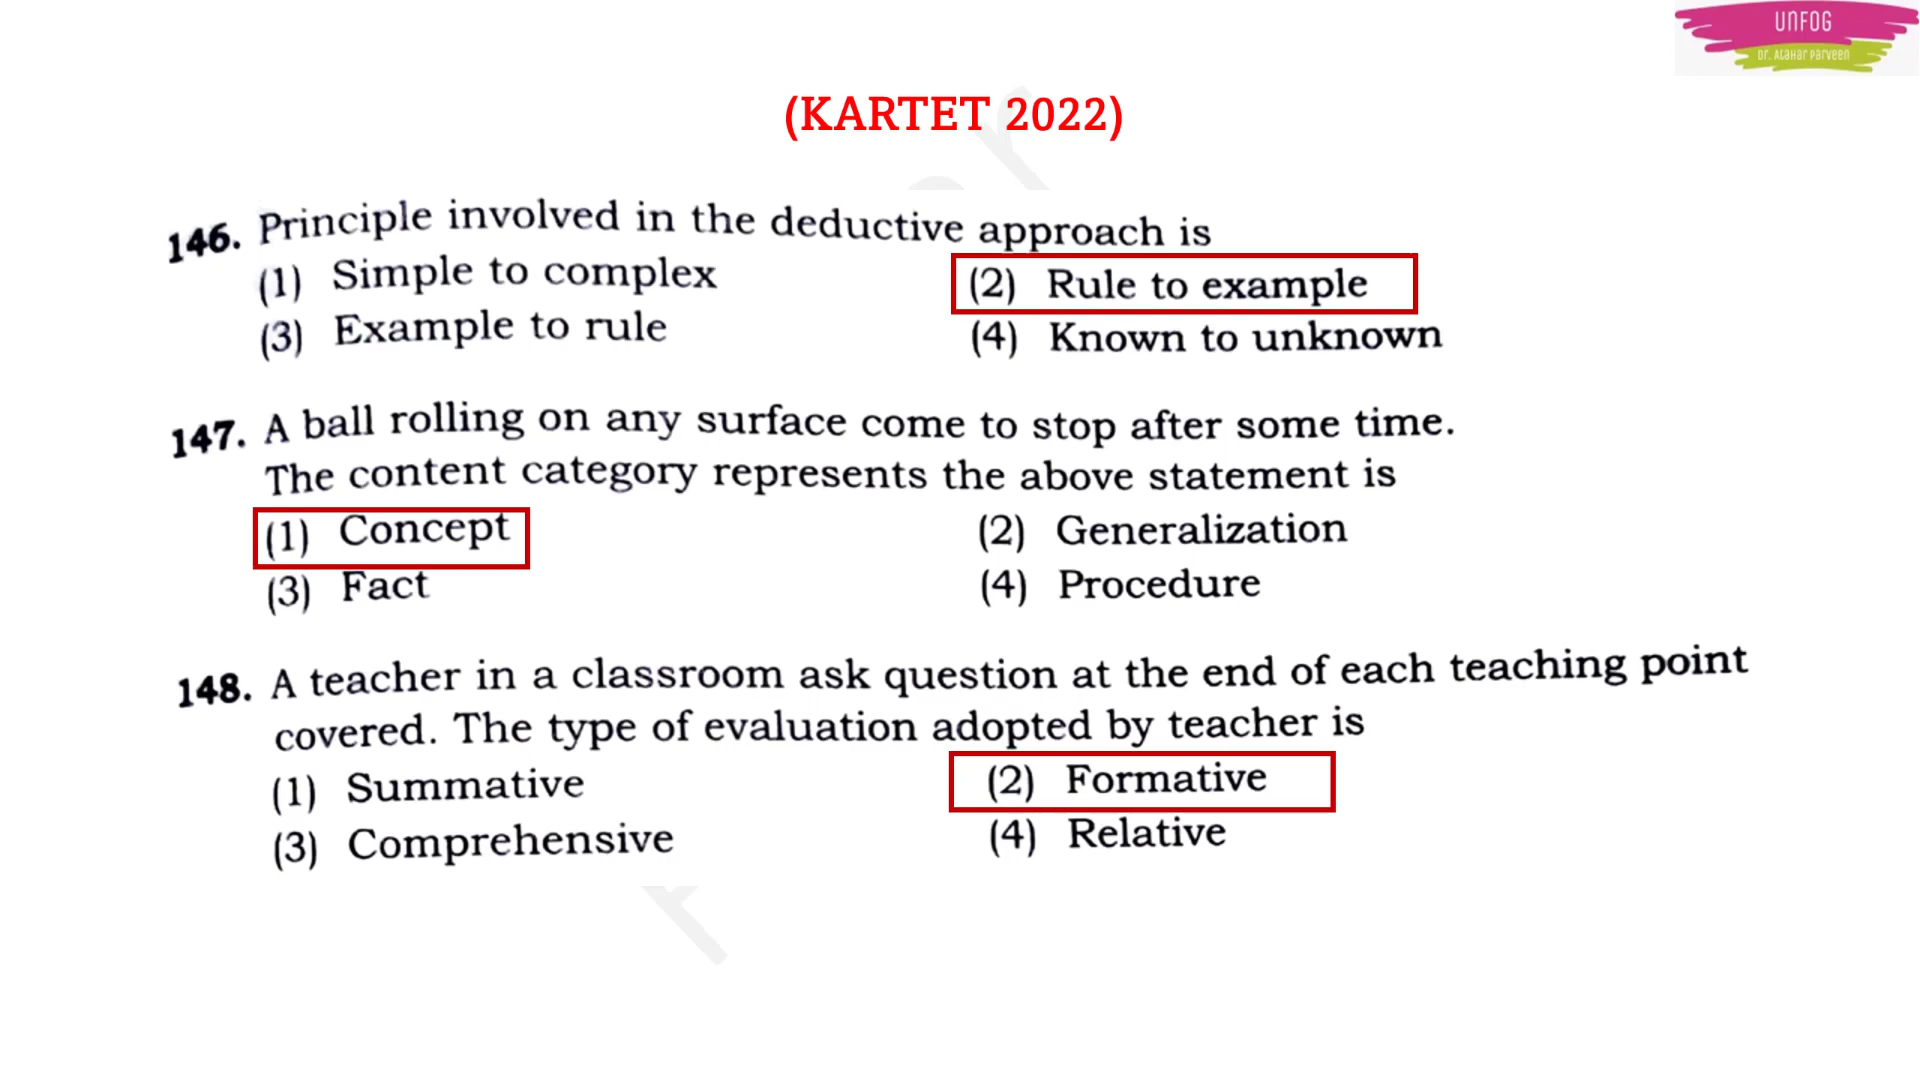 UNFOG
Dr. Atahar Parveen
(KARTET 2022)
146. Principle involved in the deductive approach is
(1) Simple to complex (2) Rule to example
(3) Example to rule (4) Known to unknown
147. A ball rolling on any surface come to stop after some time.
The content category represents the above statement is
(1) Concept (2) Generalization
(3) Fact (4) Procedure
148. A teacher in a classroom ask question at the end of each teaching point
covered. The type of evaluation adopted by teacher is
(1) Summative (2) Formative
(3) Comprehensive (4) Relative